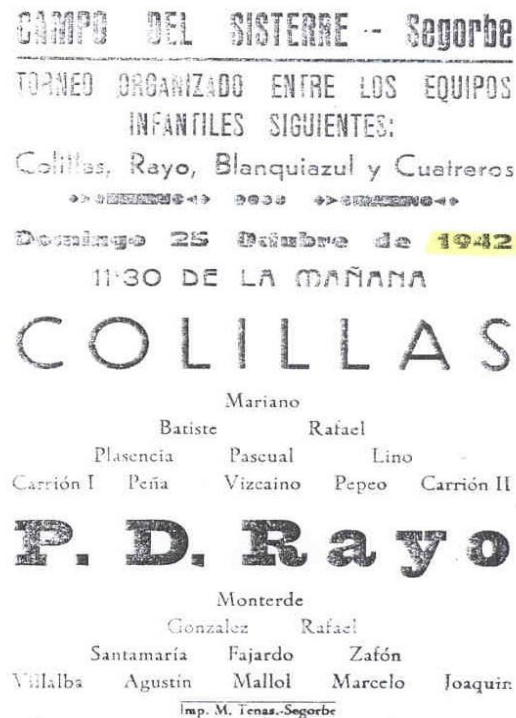 CAMPO DEL SISTERRE -- Segorbe
TORNEO ORGANIZADO ENTRE LOS EQUIPOS
INFANTILES SIGUIENTES:
Colillas, Rayo, Blanquiazul y Cuatreros
Domingo 25 Octubre de 1942
11·30 DE LA MAÑANA
COLILLAS
Mariano
Batiste Rafael
Plasencia Pascual Lino
Carrión I Peña Vizcaino Pepeo Carrión II
P. D. Rayo
Monterde
Gonzalez Rafael
Santamaría Fajardo Zafón
Villalba Agustín Mallol Marcelo Joaquin
Imp. M. Tenas.-Segorbe